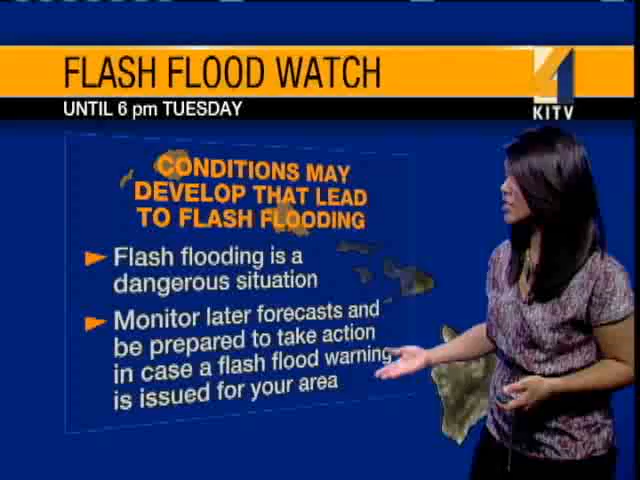 FLASH FLOOD WATCH
UNTIL 6 pm TUESDAY
4
KITV
CONDITIONS MAY
DEVELOP THAT LEAD
TO FLASH FLOODING
Flash flooding is a
dangerous situation
Monitor later forecasts and
be prepared to take action
in case a flash flood warning
is issued for your area